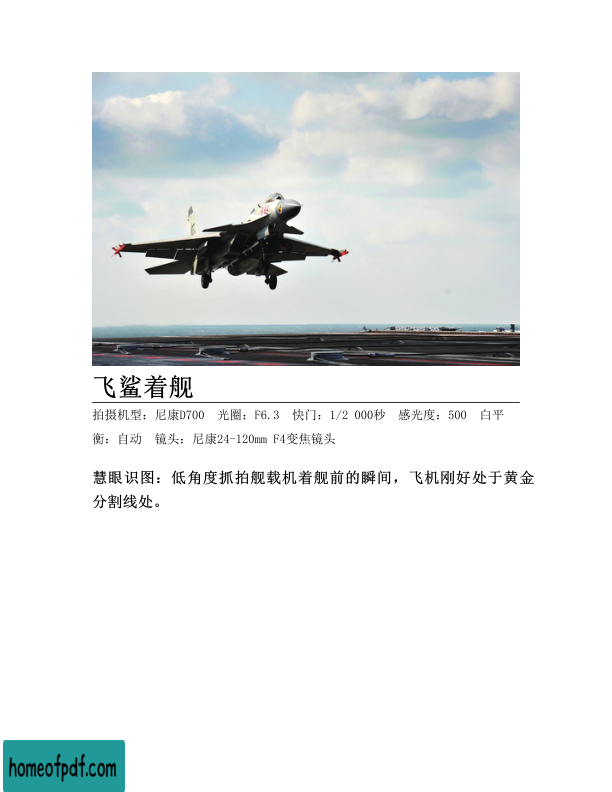 飞鲨着舰
拍摄机型：尼康D700　光圈：F6.3　快门：1/2 000秒　感光度：500　白平
衡：自动　镜头：尼康24-120mm F4变焦镜头
慧眼识图：低角度抓拍舰载机着舰前的瞬间，飞机刚好处于黄金
分割线处。
homeofpdf.com